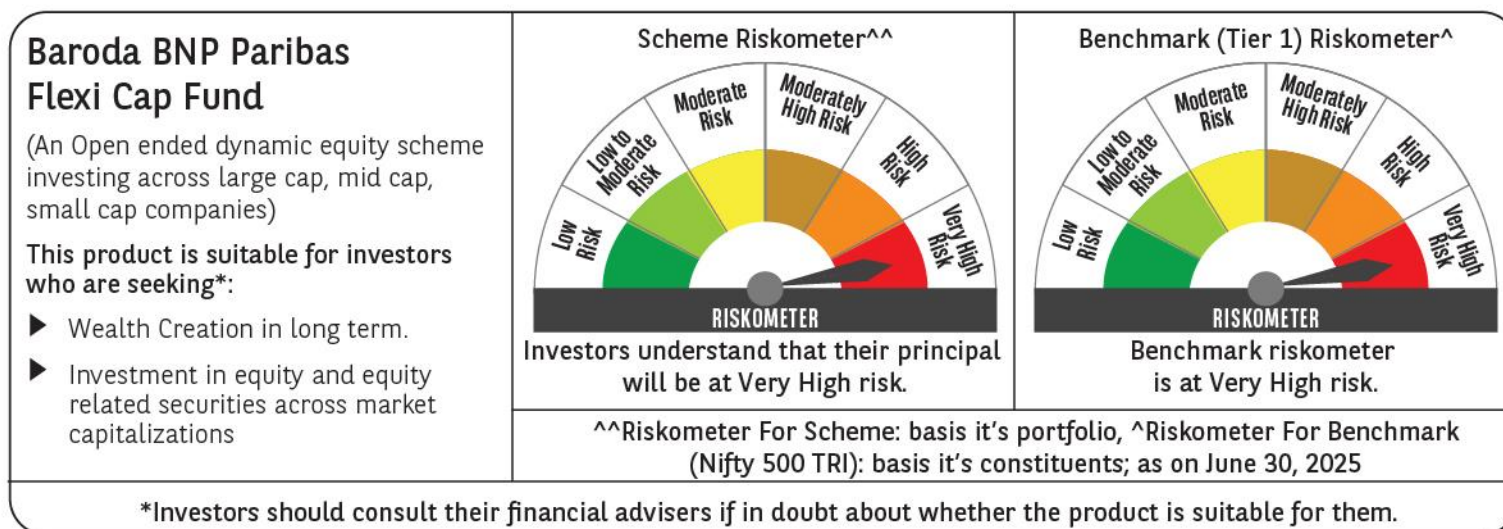 Baroda BNP Paribas
Flexi Cap Fund
(An Open ended dynamic equity scheme
investing across large cap, mid cap,
small cap companies)
This product is suitable for investors
who are seeking*:
Wealth Creation in long term.
Investment in equity and equity
related securities across market
capitalizations
Scheme Riskometer^^
Low
Risk
Low to
Moderate
Risk
Moderate
Risk
Moderately
High Risk
High
Risk
Very High
Risk
RISKOMETER
Investors understand that their principal
will be at Very High risk.
Benchmark (Tier 1) Riskometer^
Low
Risk
Low to
Moderate
Risk
Moderate
Risk
Moderately
High Risk
High
Risk
Very High
Risk
RISKOMETER
Benchmark riskometer
is at Very High risk.
^^Riskometer For Scheme: basis it's portfolio, ^Riskometer For Benchmark
(Nifty 500 TRI): basis it's constituents; as on June 30, 2025
*Investors should consult their financial advisers if in doubt about whether the product is suitable for them.